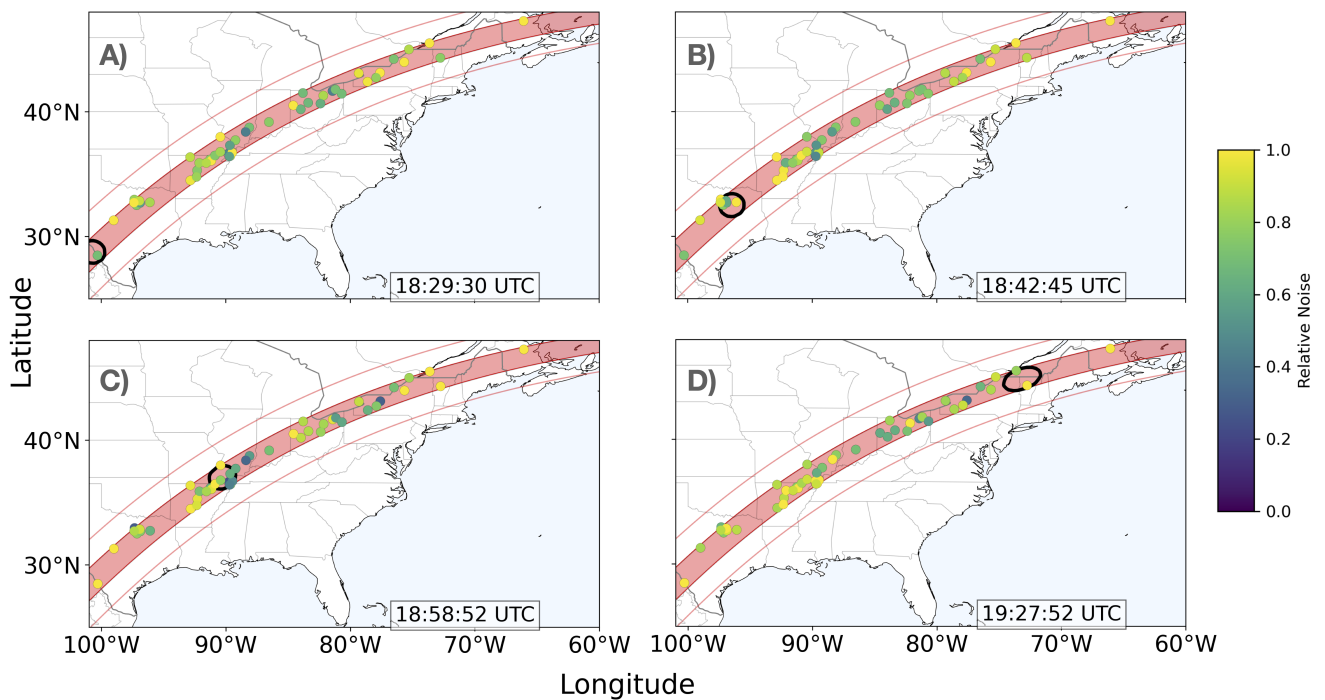 A)
B)
40°N
30°N
18:29:30 UTC
18:42:45 UTC
C)
D)
40°N
30°N
18:58:52 UTC
19:27:52 UTC
100°W 90°W 80°W 70°W 60°W
100°W 90°W 80°W 70°W 60°W
Latitude
Longitude
1.0
0.8
0.6
0.4
0.2
0.0
Relative Noise